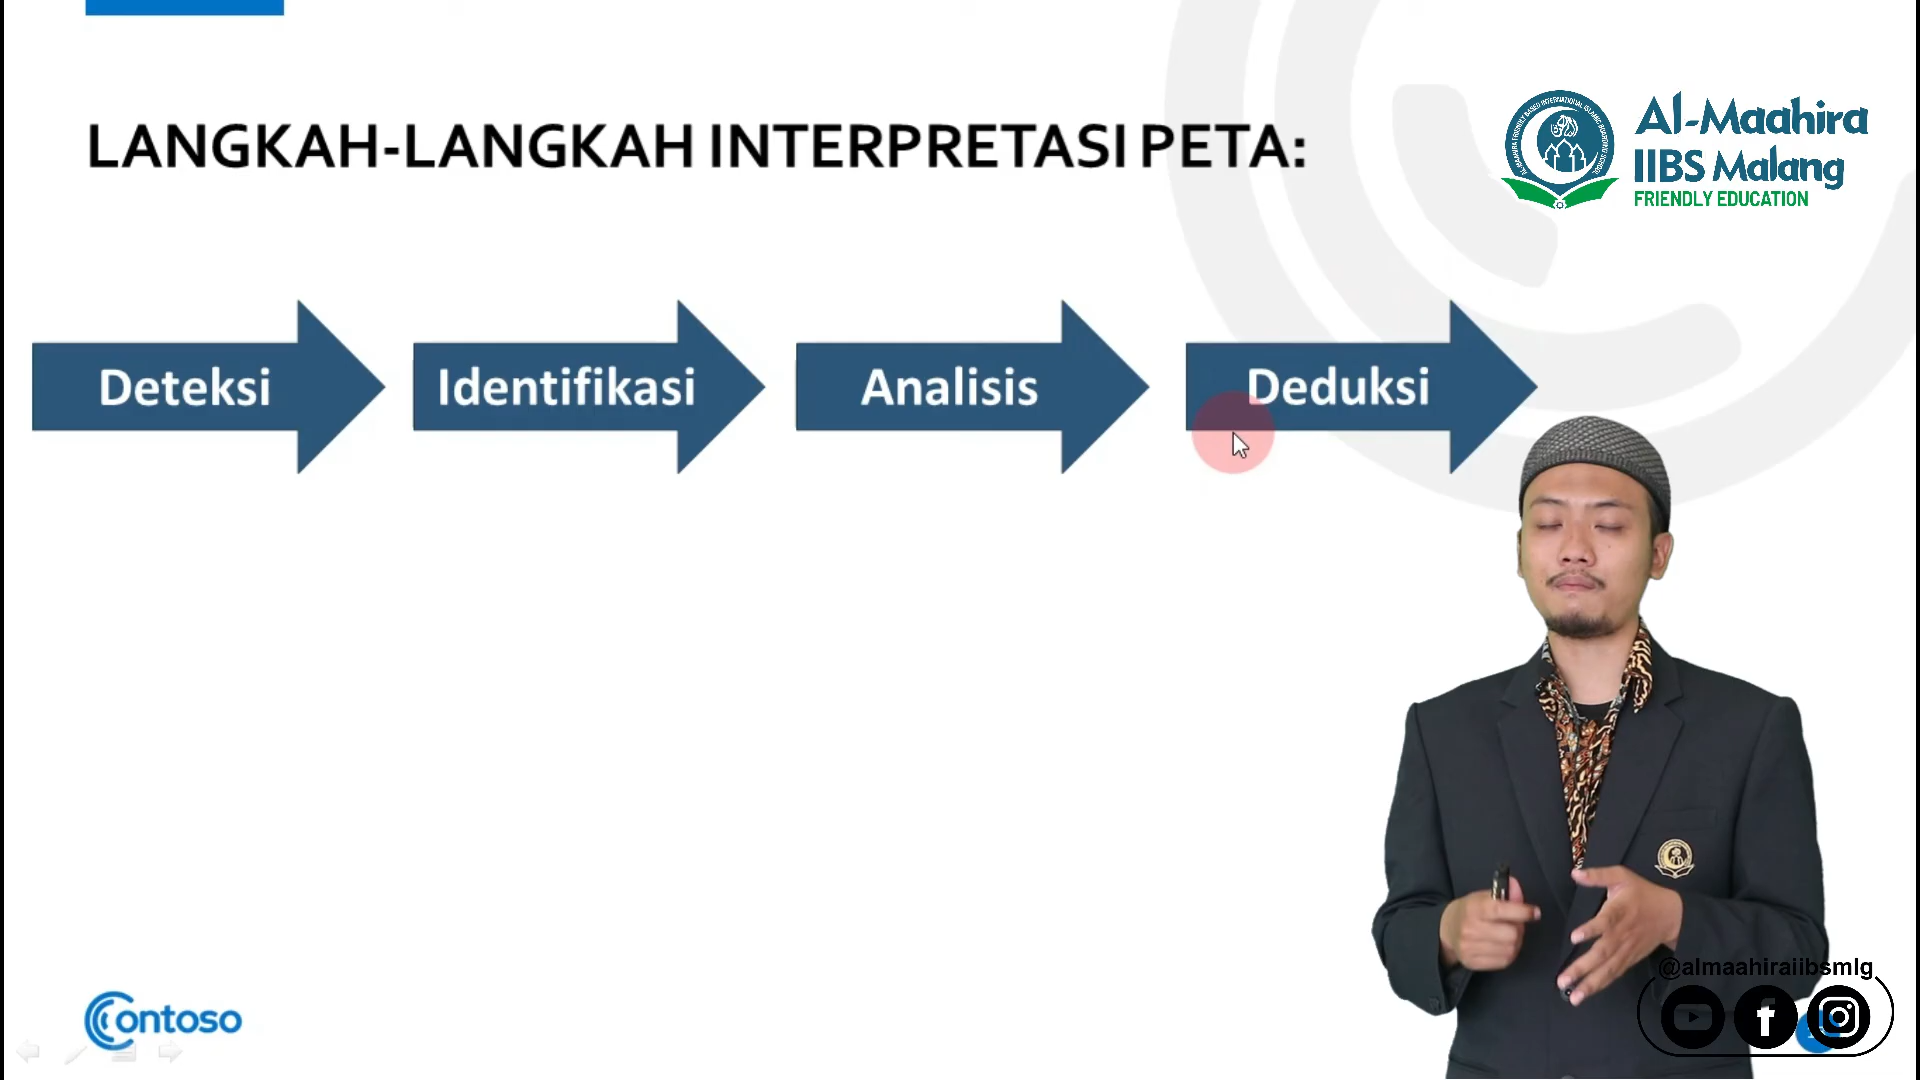 LANGKAH-LANGKAH INTERPRETASI PETA:
Al-Maahira
IIBS Malang
FRIENDLY EDUCATION
Deteksi
Identifikasi
Analisis
Deduksi
@almaahiraiibsmlg
Contoso